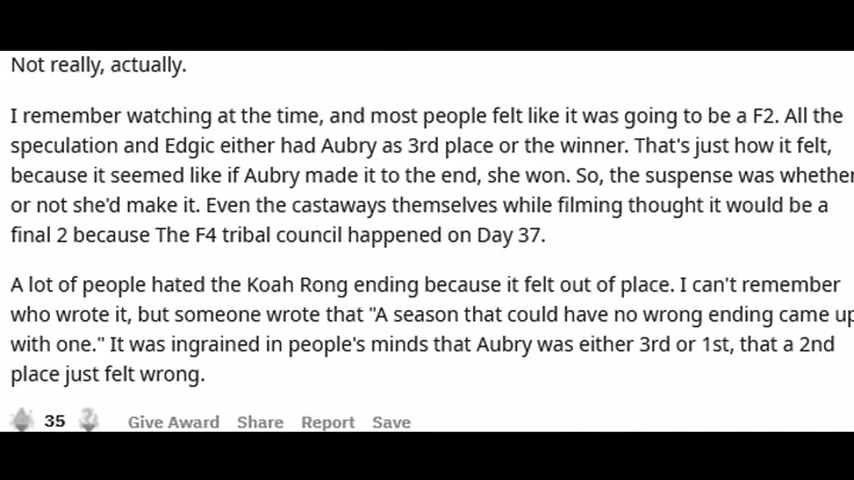 Not really, actually.
I remember watching at the time, and most people felt like it was going to be a F2. All the
speculation and Edgic either had Aubry as 3rd place or the winner. That's just how it felt,
because it seemed like if Aubry made it to the end, she won. So, the suspense was whether
or not she'd make it. Even the castaways themselves while filming thought it would be a
final 2 because The F4 tribal council happened on Day 37.
A lot of people hated the Koah Rong ending because it felt out of place. I can't remember
who wrote it, but someone wrote that "A season that could have no wrong ending came up
with one." It was ingrained in people's minds that Aubry was either 3rd or 1st, that a 2nd
place just felt wrong.
35 Give Award Share Report Save